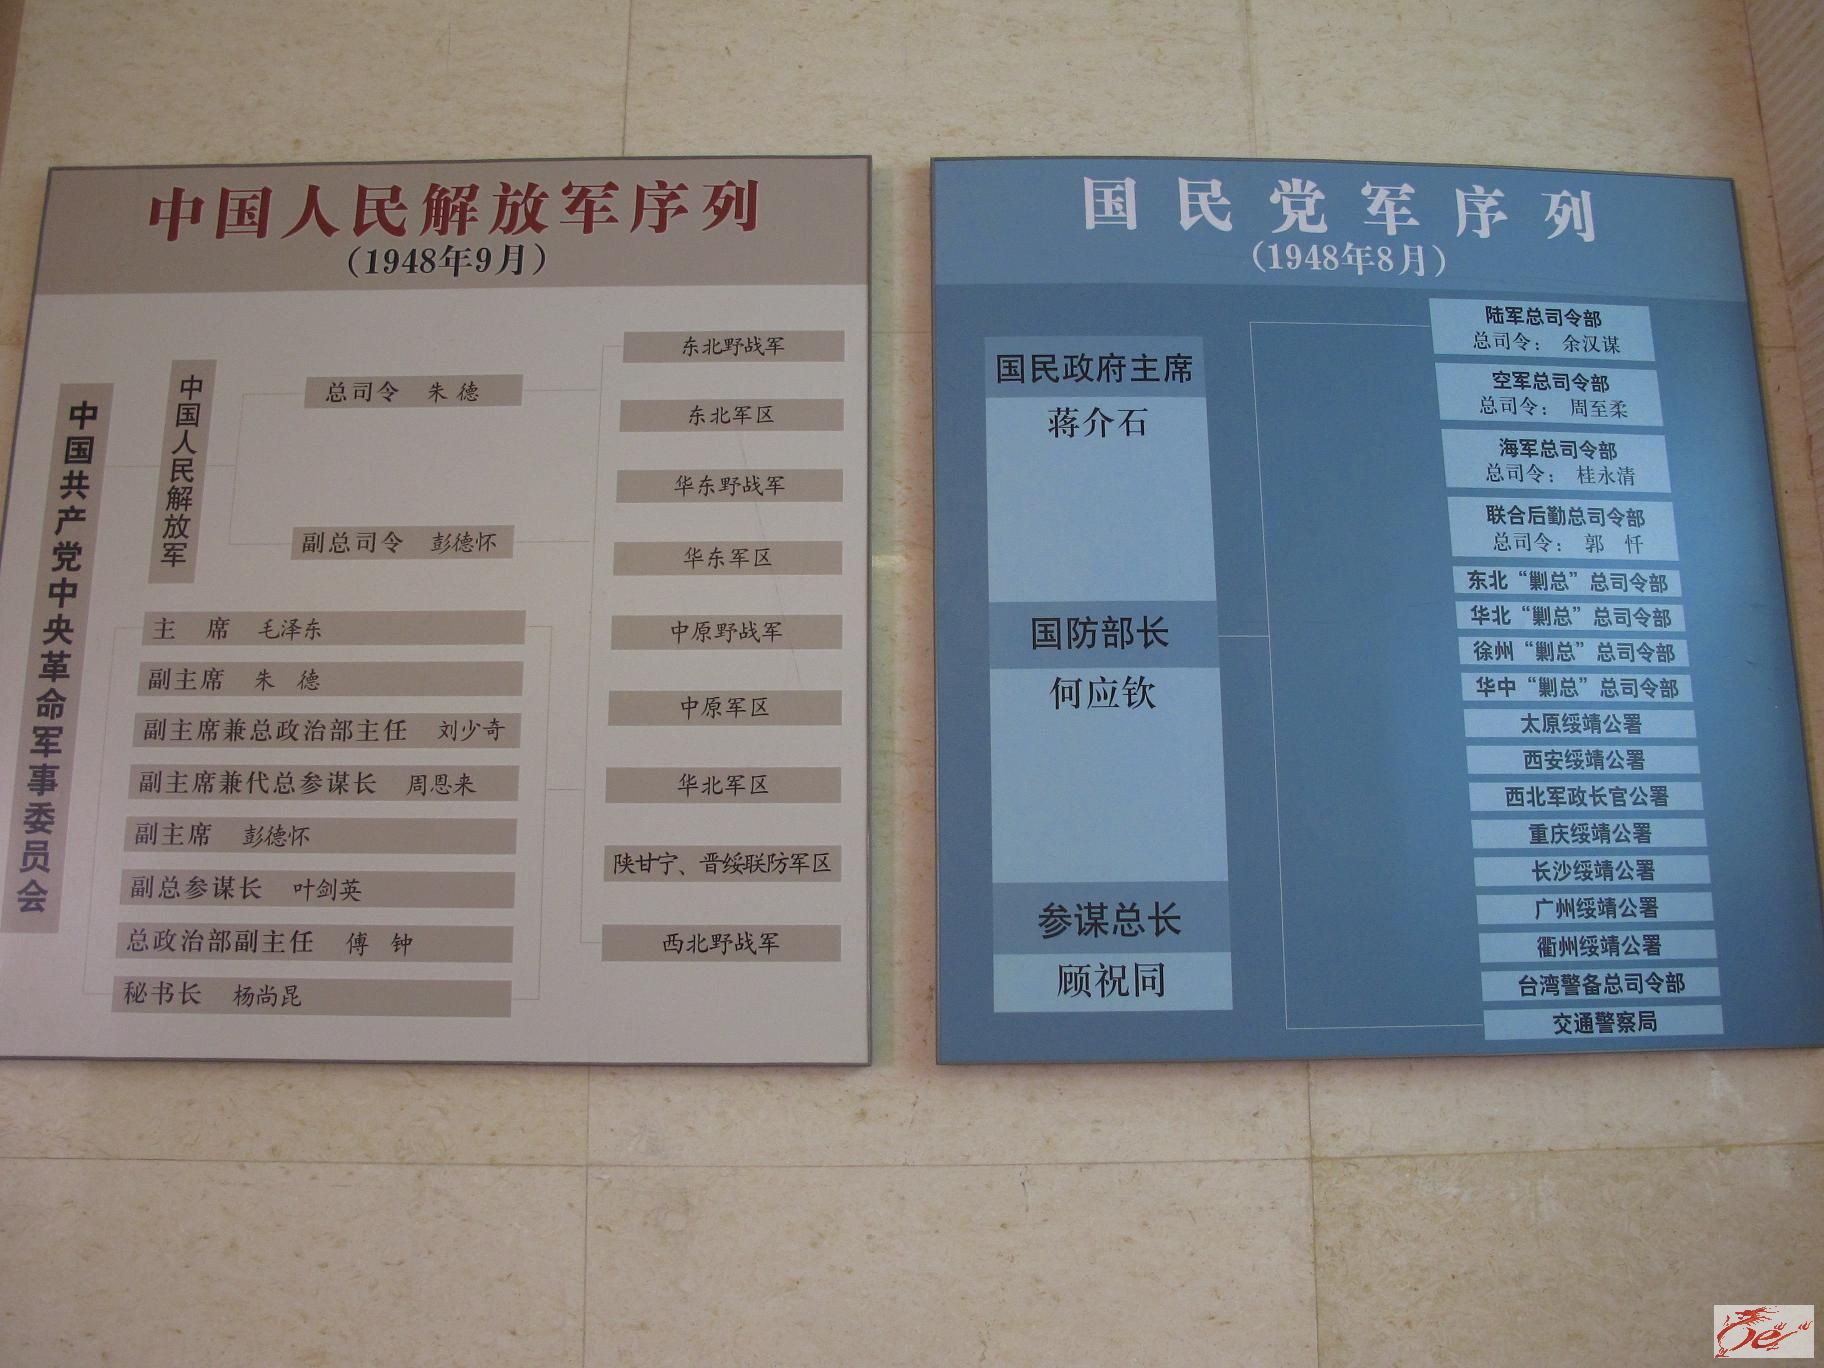 中国人民解放军序列
(1948年9月)
中国共产党中央革命军事委员会
中国人民解放军
总司令 朱德
副总司令 彭德怀
主席 毛泽东
副主席 朱德
副主席兼总政治部主任 刘少奇
副主席兼代总参谋长 周恩来
副主席 彭德怀
副总参谋长 叶剑英
总政治部副主任 傅钟
秘书长 杨尚昆
东北野战军
东北军区
华东野战军
华东军区
中原野战军
中原军区
华北军区
陕甘宁、晋绥联防军区
西北野战军
国民党军序列
(1948年8月)
国民政府主席
蒋介石
国防部长
何应钦
参谋总长
顾祝同
陆军总司令部
总司令: 余汉谋
空军总司令部
总司令: 周至柔
海军总司令部
总司令: 桂永清
联合后勤总司令部
总司令: 郭忏
东北“剿总”总司令部
华北“剿总”总司令部
徐州“剿总”总司令部
华中“剿总”总司令部
太原绥靖公署
西安绥靖公署
西北军政长官公署
重庆绥靖公署
长沙绥靖公署
广州绥靖公署
衢州绥靖公署
台湾警备总司令部
交通警察局